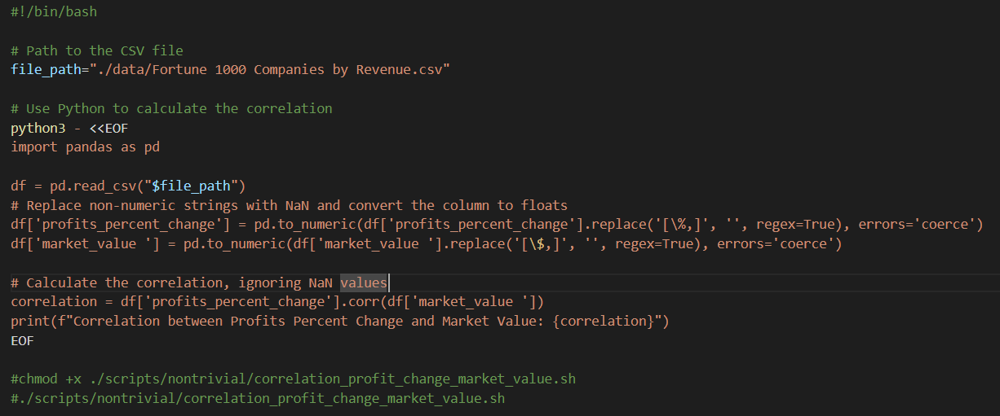 #!/bin/bash
# Path to the CSV file
file_path="./data/Fortune 1000 Companies by Revenue.csv"
# Use Python to calculate the correlation
python3 - <<EOF
import pandas as pd
df = pd.read_csv("$file_path")
# Replace non-numeric strings with NaN and convert the column to floats
df['profits_percent_change'] = pd.to_numeric(df['profits_percent_change'].replace('[\%,]', '', regex=True), errors='coerce')
df['market_value '] = pd.to_numeric(df['market_value '].replace('[\$,]', '', regex=True), errors='coerce')
# Calculate the correlation, ignoring NaN values
correlation = df['profits_percent_change'].corr(df['market_value '])
print(f"Correlation between Profits Percent Change and Market Value: {correlation}")
EOF
#chmod +x ./scripts/nontrivial/correlation_profit_change_market_value.sh
#./scripts/nontrivial/correlation_profit_change_market_value.sh